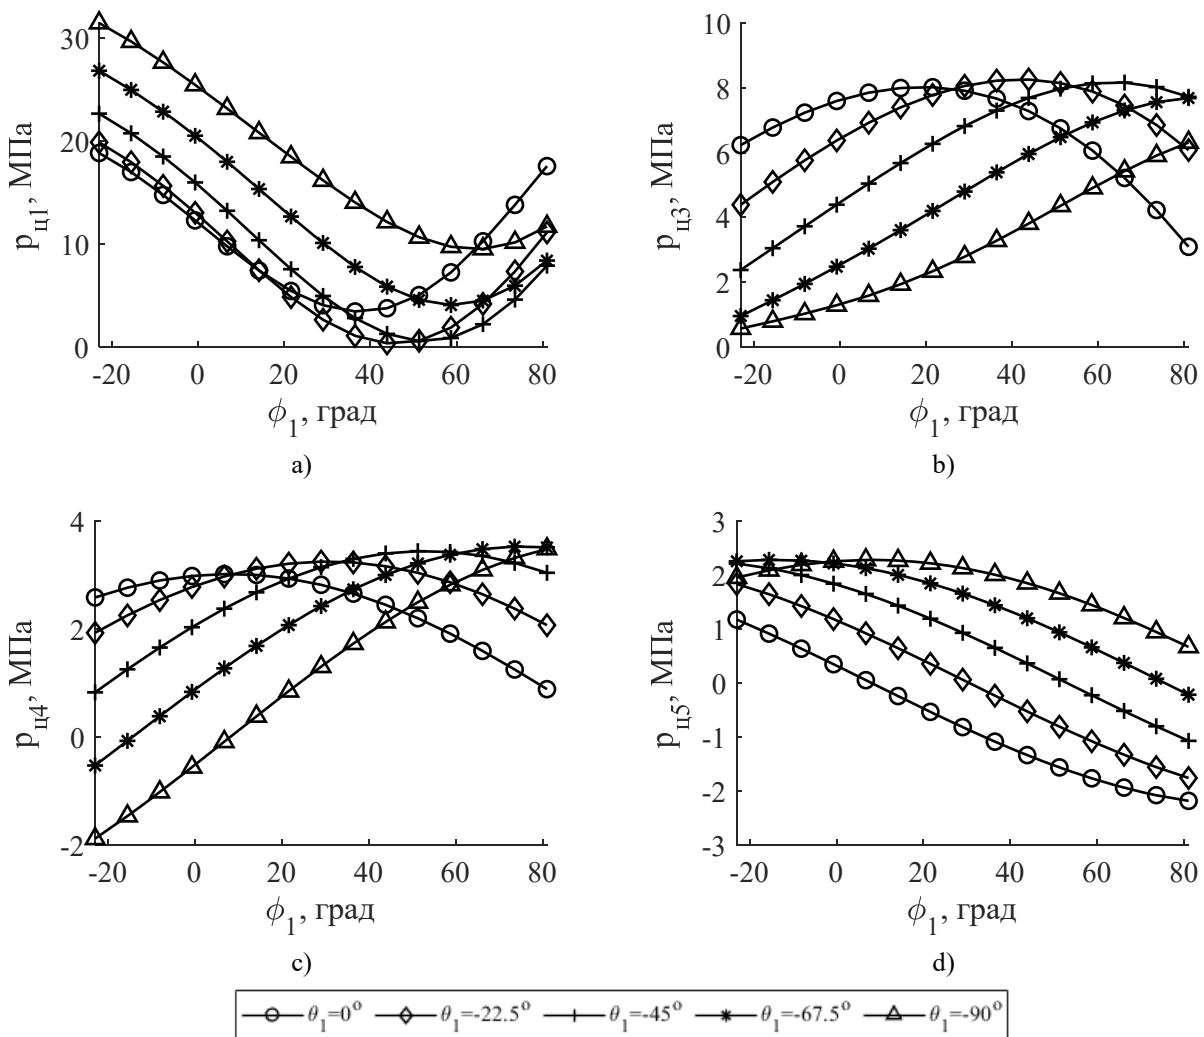 30
20
10
0
-20 0 20 40 60 80
p_ц1, МПа
ϕ_1, град
a)
10
8
6
4
2
0
-20 0 20 40 60 80
p_ц3, МПа
ϕ_1, град
b)
4
2
0
-2
-20 0 20 40 60 80
p_ц4, МПа
ϕ_1, град
c)
3
2
1
0
-1
-2
-3
-20 0 20 40 60 80
p_ц5, МПа
ϕ_1, град
d)
θ_1=0° θ_1=-22.5° θ_1=-45° θ_1=-67.5° θ_1=-90°